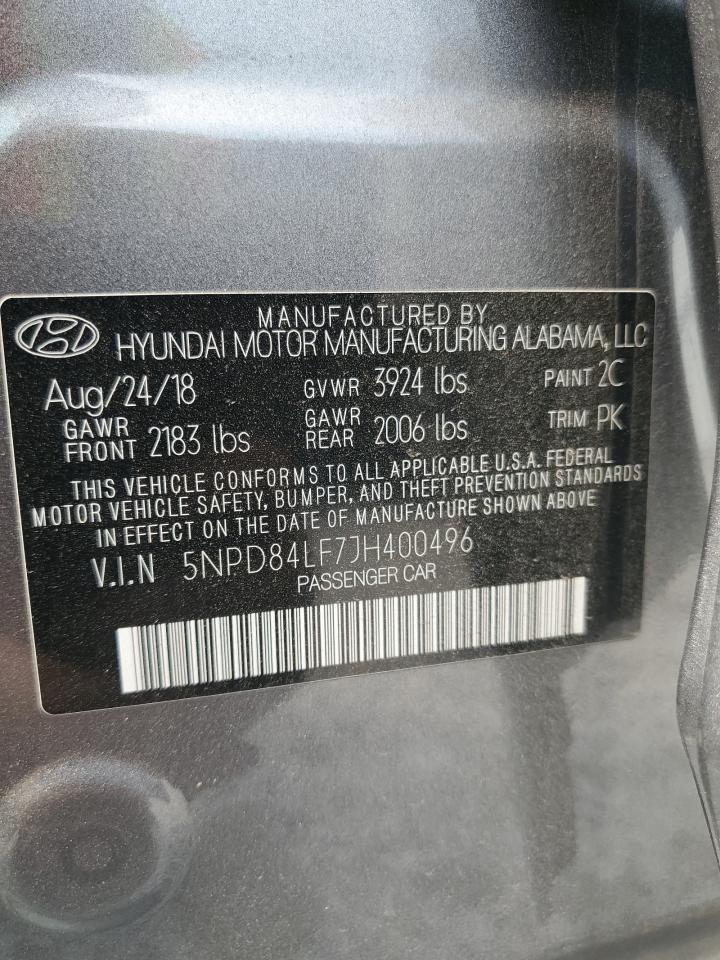 MANUFACTURED BY
HYUNDAI MOTOR MANUFACTURING ALABAMA, LLC
Aug/24/18 GVWR 3924 lbs PAINT 2C
GAWR FRONT 2183 lbs GAWR REAR 2006 lbs TRIM PK
THIS VEHICLE CONFORMS TO ALL APPLICABLE U.S.A. FEDERAL
MOTOR VEHICLE SAFETY, BUMPER, AND THEFT PREVENTION STANDARDS
IN EFFECT ON THE DATE OF MANUFACTURE SHOWN ABOVE
V.I.N 5NPD84LF7JH400496
PASSENGER CAR